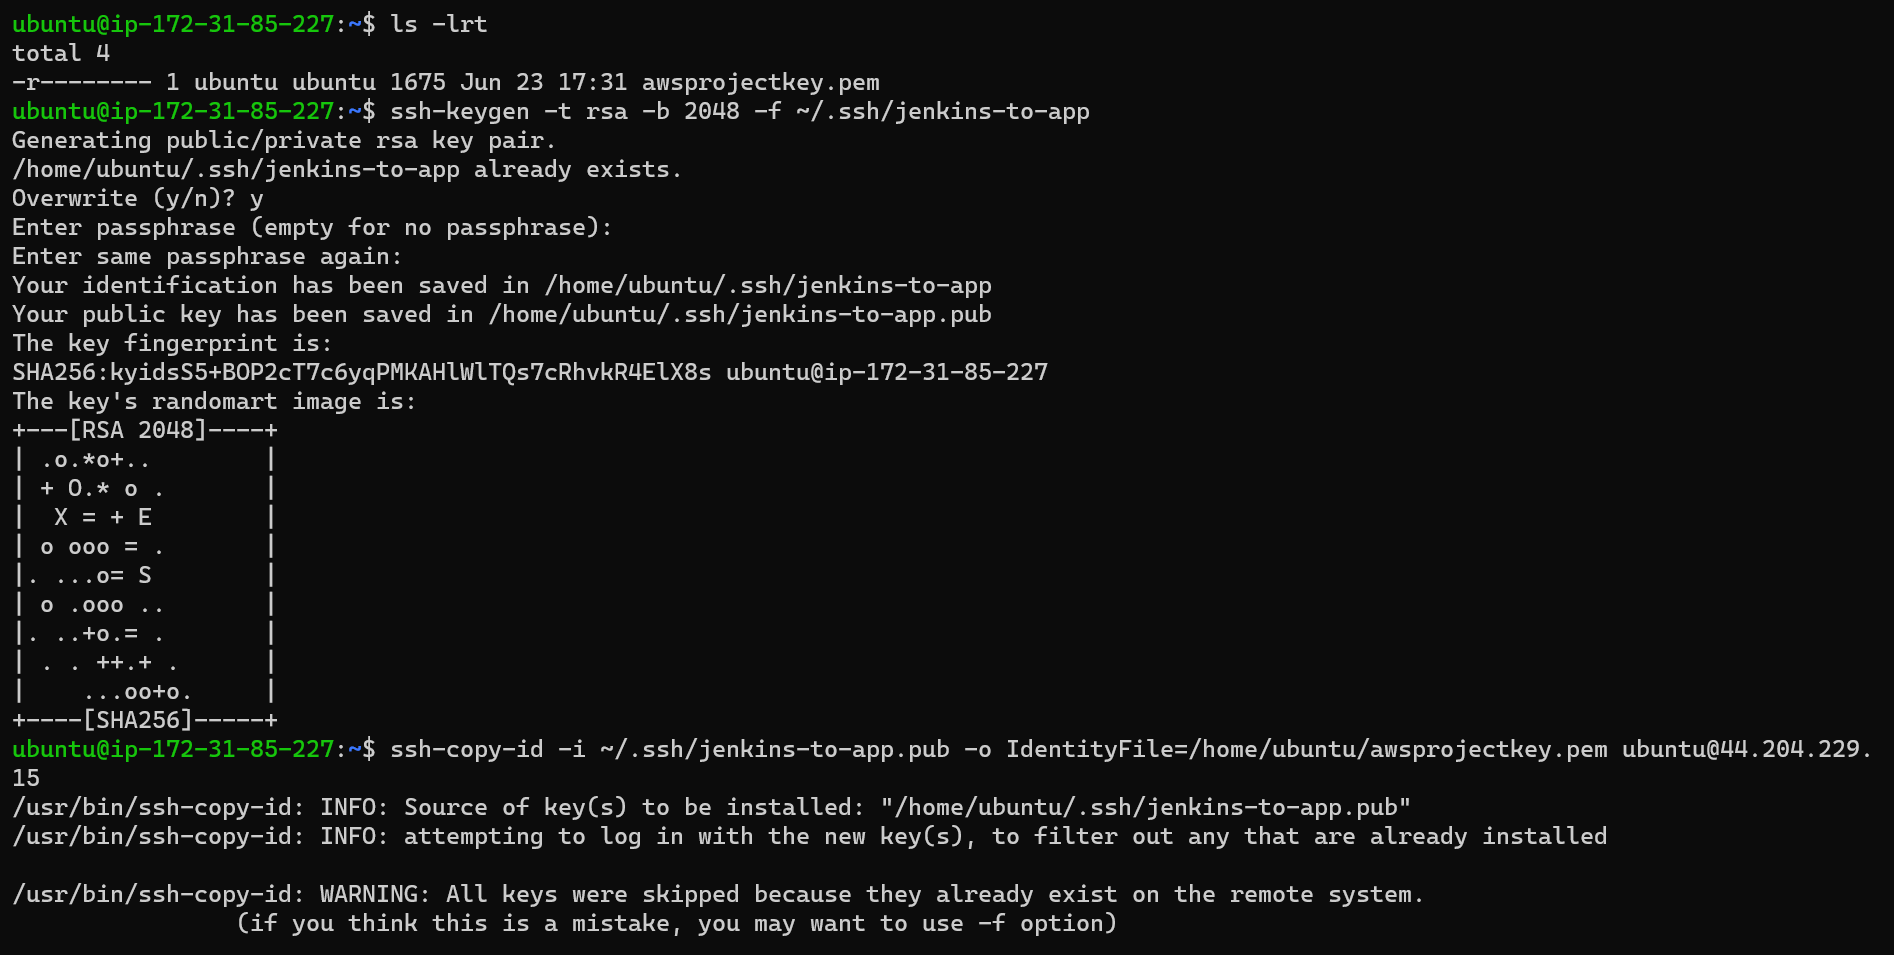 ubuntu@ip-172-31-85-227:~$ ls -lrt
total 4
-r-------- 1 ubuntu ubuntu 1675 Jun 23 17:31 awsprojectkey.pem
ubuntu@ip-172-31-85-227:~$ ssh-keygen -t rsa -b 2048 -f ~/.ssh/jenkins-to-app
Generating public/private rsa key pair.
/home/ubuntu/.ssh/jenkins-to-app already exists.
Overwrite (y/n)? y
Enter passphrase (empty for no passphrase):
Enter same passphrase again:
Your identification has been saved in /home/ubuntu/.ssh/jenkins-to-app
Your public key has been saved in /home/ubuntu/.ssh/jenkins-to-app.pub
The key fingerprint is:
SHA256:kyidsS5+BOP2cT7c6yqPMKAHlWlTQs7cRhvkR4ElX8s ubuntu@ip-172-31-85-227
The key's randomart image is:
+---[RSA 2048]----+
| .o.*o+..        |
| + O.* o .       |
|  X = + E        |
| o ooo = .       |
|. ...o= S        |
| o .ooo ..       |
|. ..+o.= .       |
| . . ++.+ .      |
|    ...oo+o.     |
+----[SHA256]-----+
ubuntu@ip-172-31-85-227:~$ ssh-copy-id -i ~/.ssh/jenkins-to-app.pub -o IdentityFile=/home/ubuntu/awsprojectkey.pem ubuntu@44.204.229.
15
/usr/bin/ssh-copy-id: INFO: Source of key(s) to be installed: "/home/ubuntu/.ssh/jenkins-to-app.pub"
/usr/bin/ssh-copy-id: INFO: attempting to log in with the new key(s), to filter out any that are already installed
/usr/bin/ssh-copy-id: WARNING: All keys were skipped because they already exist on the remote system.
                (if you think this is a mistake, you may want to use -f option)